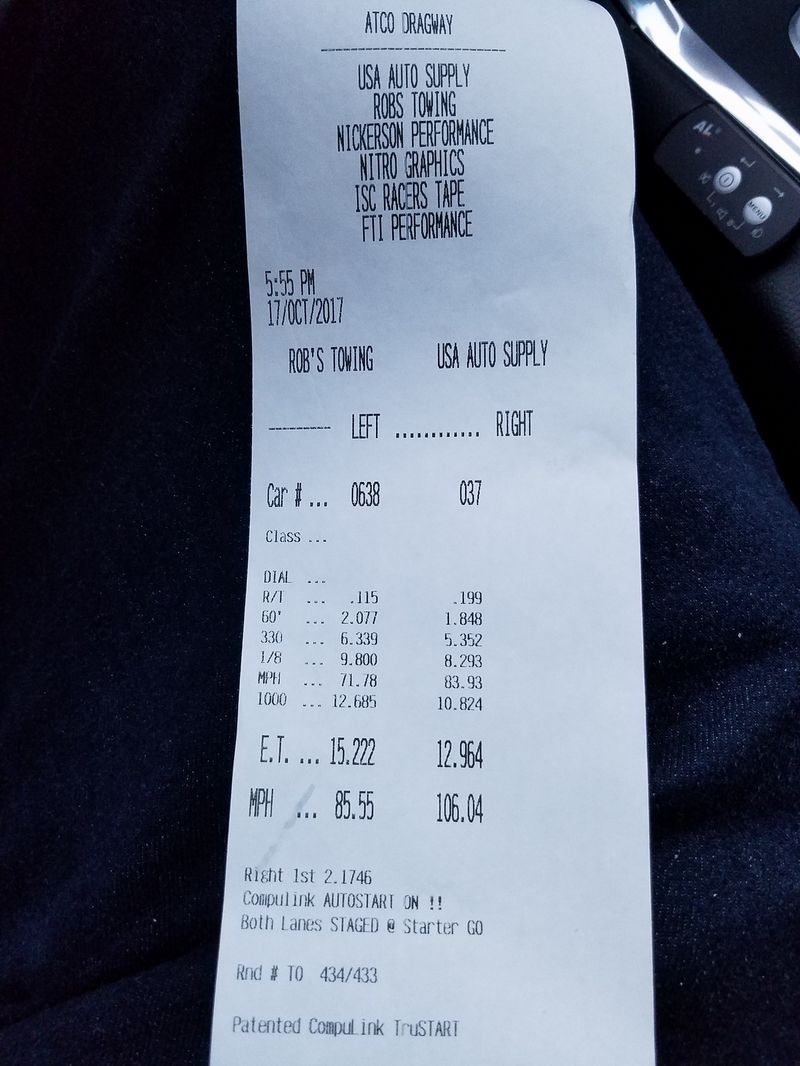 ATCO DRAGWAY
--------------------------------
USA AUTO SUPPLY
ROBS TOWING
NICKERSON PERFORMANCE
NITRO GRAPHICS
ISC RACERS TAPE
FTI PERFORMANCE
5:55 PM
17/OCT/2017
ROB'S TOWING USA AUTO SUPPLY
-------- LEFT ............ RIGHT
Car # ... 0638 037
Class ...
DIAL ...
R/T ... .115 .199
60' ... 2.077 1.848
330 ... 6.339 5.352
1/8 ... 9.800 8.293
MPH ... 71.78 83.93
1000 ... 12.685 10.824
E.T. ... 15.222 12.964
MPH ... 85.55 106.04
Right 1st 2.1746
CompuLink AUTOSTART ON !!
Both Lanes STAGED @ Starter GO
Rnd # T0 434/433
Patented CompuLink TruSTART
AL
MENU